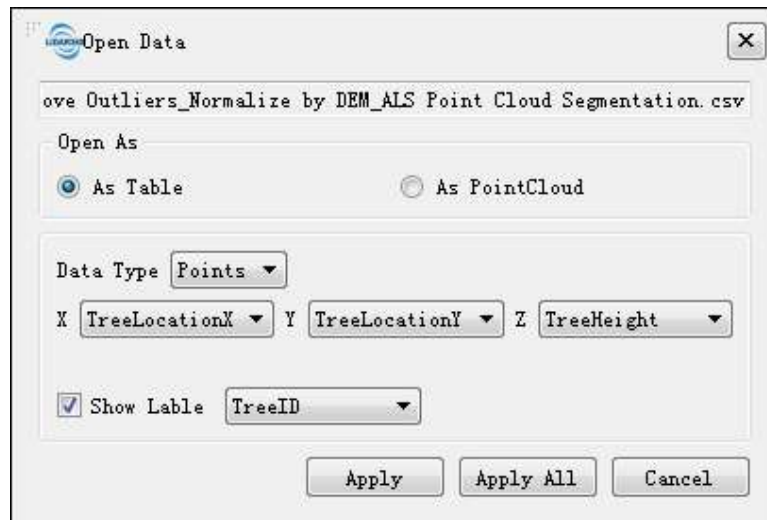 Open Data
ove Outliers_Normalize by DEM_ALS Point Cloud Segmentation.csv
Open As
As Table As PointCloud
Data Type Points
X TreeLocationX Y TreeLocationY Z TreeHeight
Show Lable TreeID
Apply Apply All Cancel